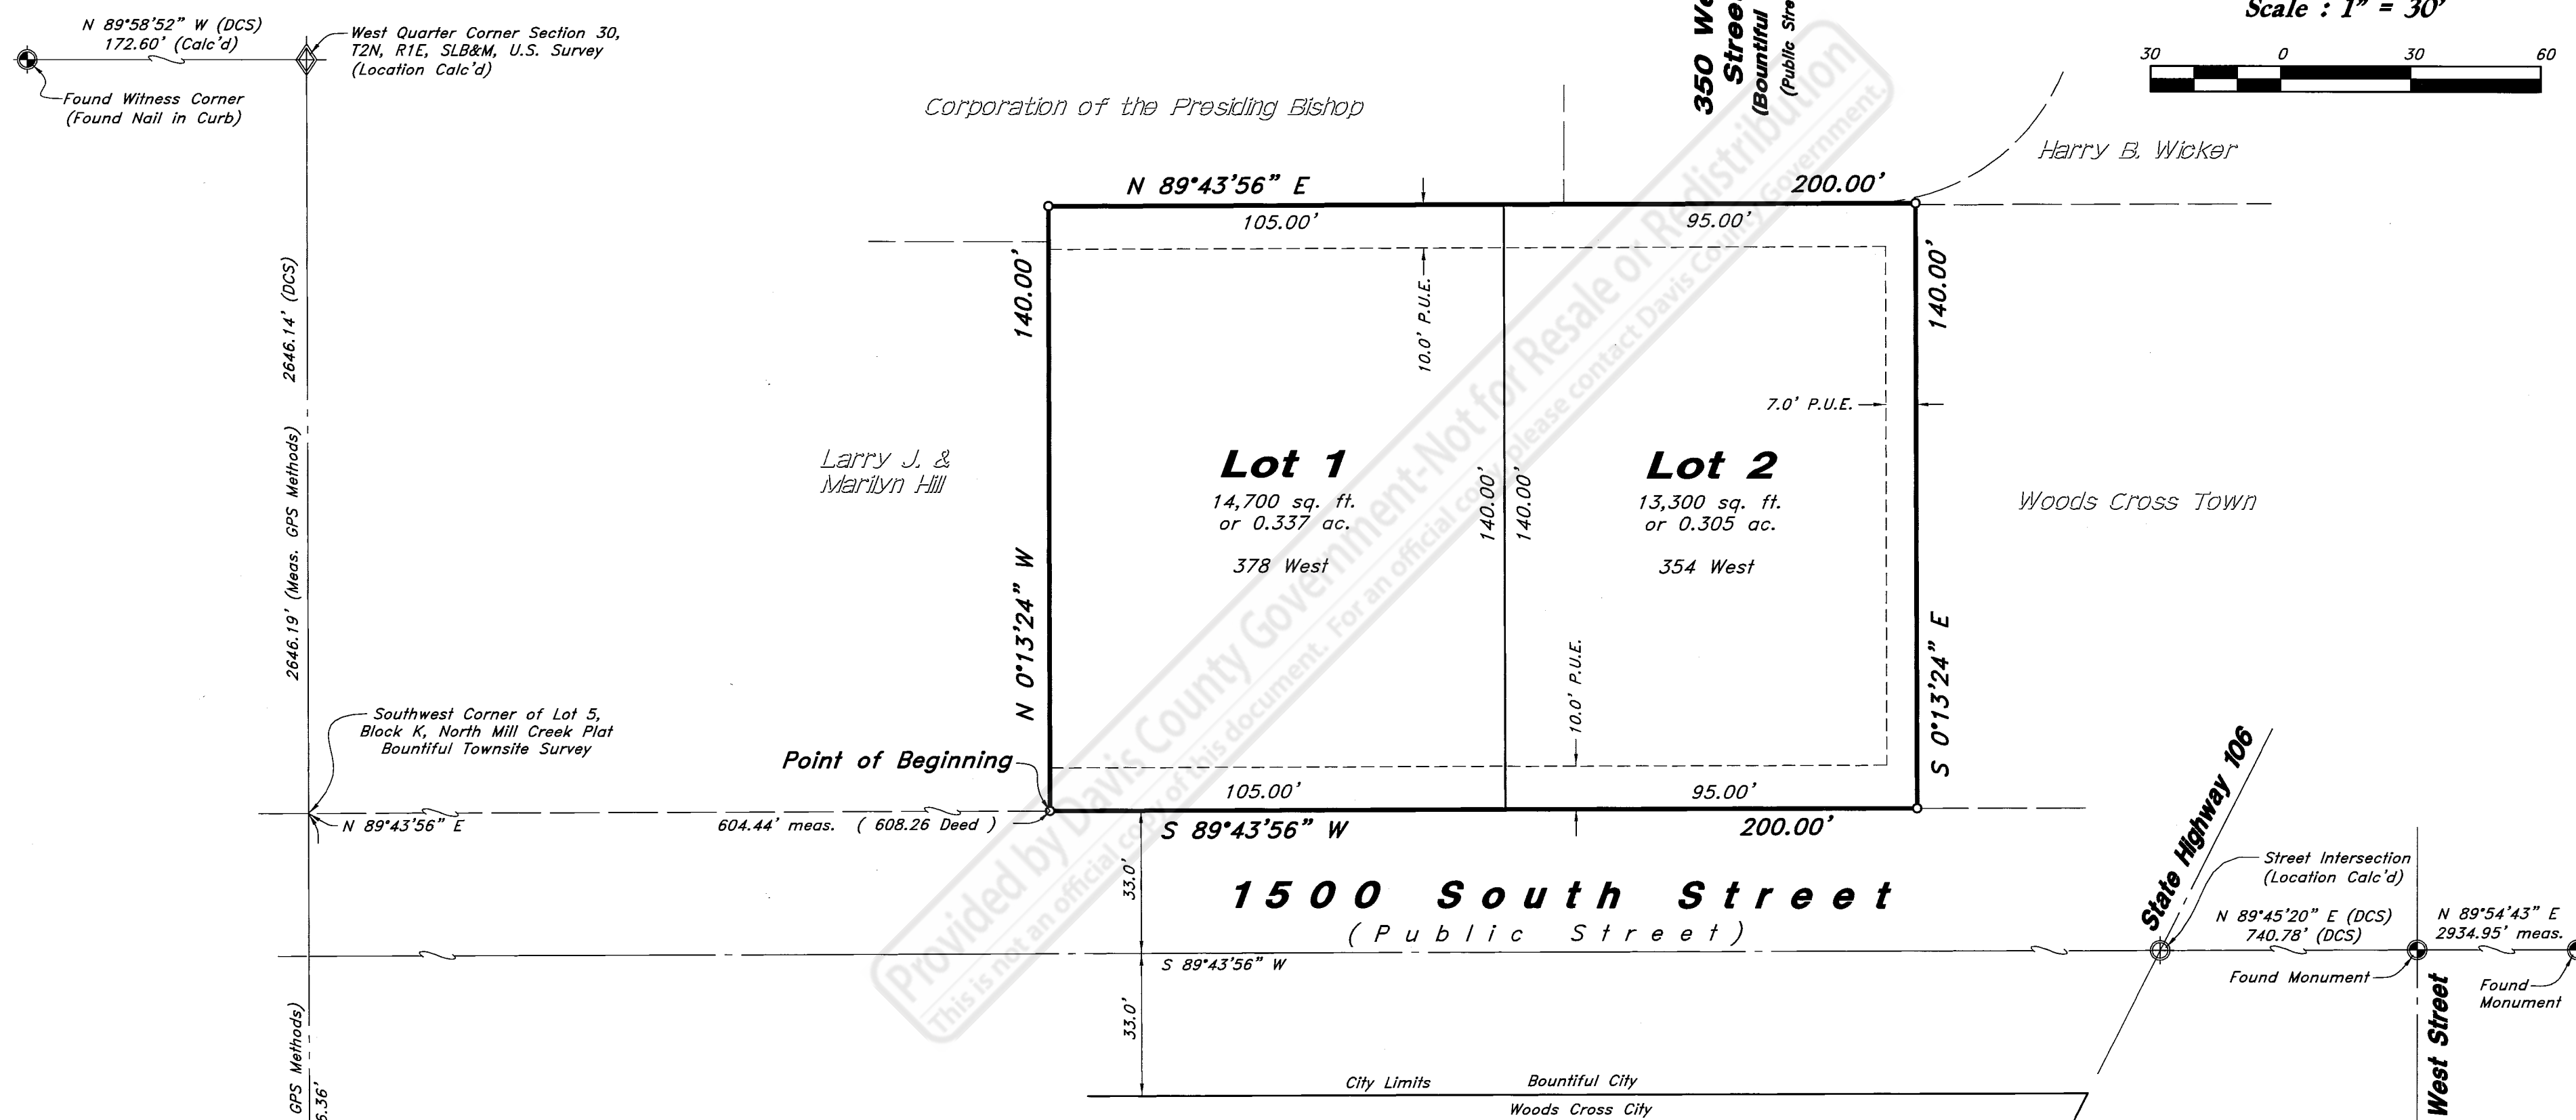 N 89°58'52" W (DCS)
172.60' (Calc'd)
West Quarter Corner Section 30,
T2N, R1E, SLB&M, U.S. Survey
(Location Calc'd)
Found Witness Corner
(Found Nail in Curb)
Corporation of the Presiding Bishop
350 We
Street
(Bountiful
(Public Stre
Scale : 1" = 30'
30 0 30 60
Harry B. Wicker
N 89°43'56" E
200.00'
105.00'
95.00'
140.00'
140.00'
2646.14' (DCS)
2646.19' (Meas. GPS Methods)
10.0' P.U.E.
7.0' P.U.E.
Larry J. &
Marilyn Hill
Lot 1
14,700 sq. ft.
or 0.337 ac.
378 West
140.00'
140.00'
Lot 2
13,300 sq. ft.
or 0.305 ac.
354 West
Woods Cross Town
N 0°13'24" W
S 0°13'24" E
10.0' P.U.E.
Southwest Corner of Lot 5,
Block K, North Mill Creek Plat
Bountiful Townsite Survey
Point of Beginning
105.00'
95.00'
N 89°43'56" E
604.44' meas. ( 608.26 Deed )
S 89°43'56" W
200.00'
33.0'
1500 South Street
(Public Street)
S 89°43'56" W
33.0'
State Highway 106
Street Intersection
(Location Calc'd)
N 89°45'20" E (DCS)
740.78' (DCS)
N 89°54'43" E
2934.95' meas.
Found Monument
Found
Monument
West Street
GPS Methods)
6.36'
City Limits
Bountiful City
Woods Cross City
Provided by Davis County Government-Not for Resale or Redistribution
This is not an official copy of this document. For an official copy, please contact Davis County Government.